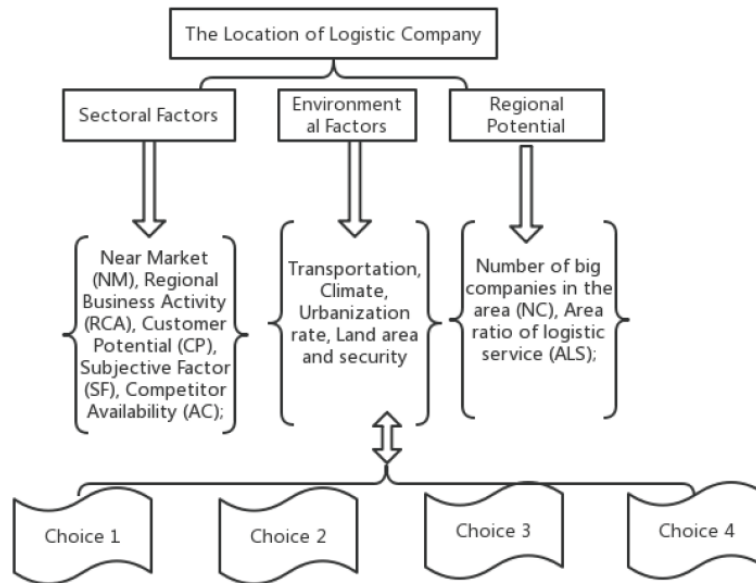 The Location of Logistic Company
Sectoral Factors
Environment
al Factors
Regional
Potential
Near Market
(NM), Regional
Business Activity
(RCA), Customer
Potential (CP),
Subjective Factor
(SF), Competitor
Availability (AC);
Transportation,
Climate,
Urbanization
rate, Land area
and security
Number of big
companies in the
area (NC), Area
ratio of logistic
service (ALS);
Choice 1
Choice 2
Choice 3
Choice 4